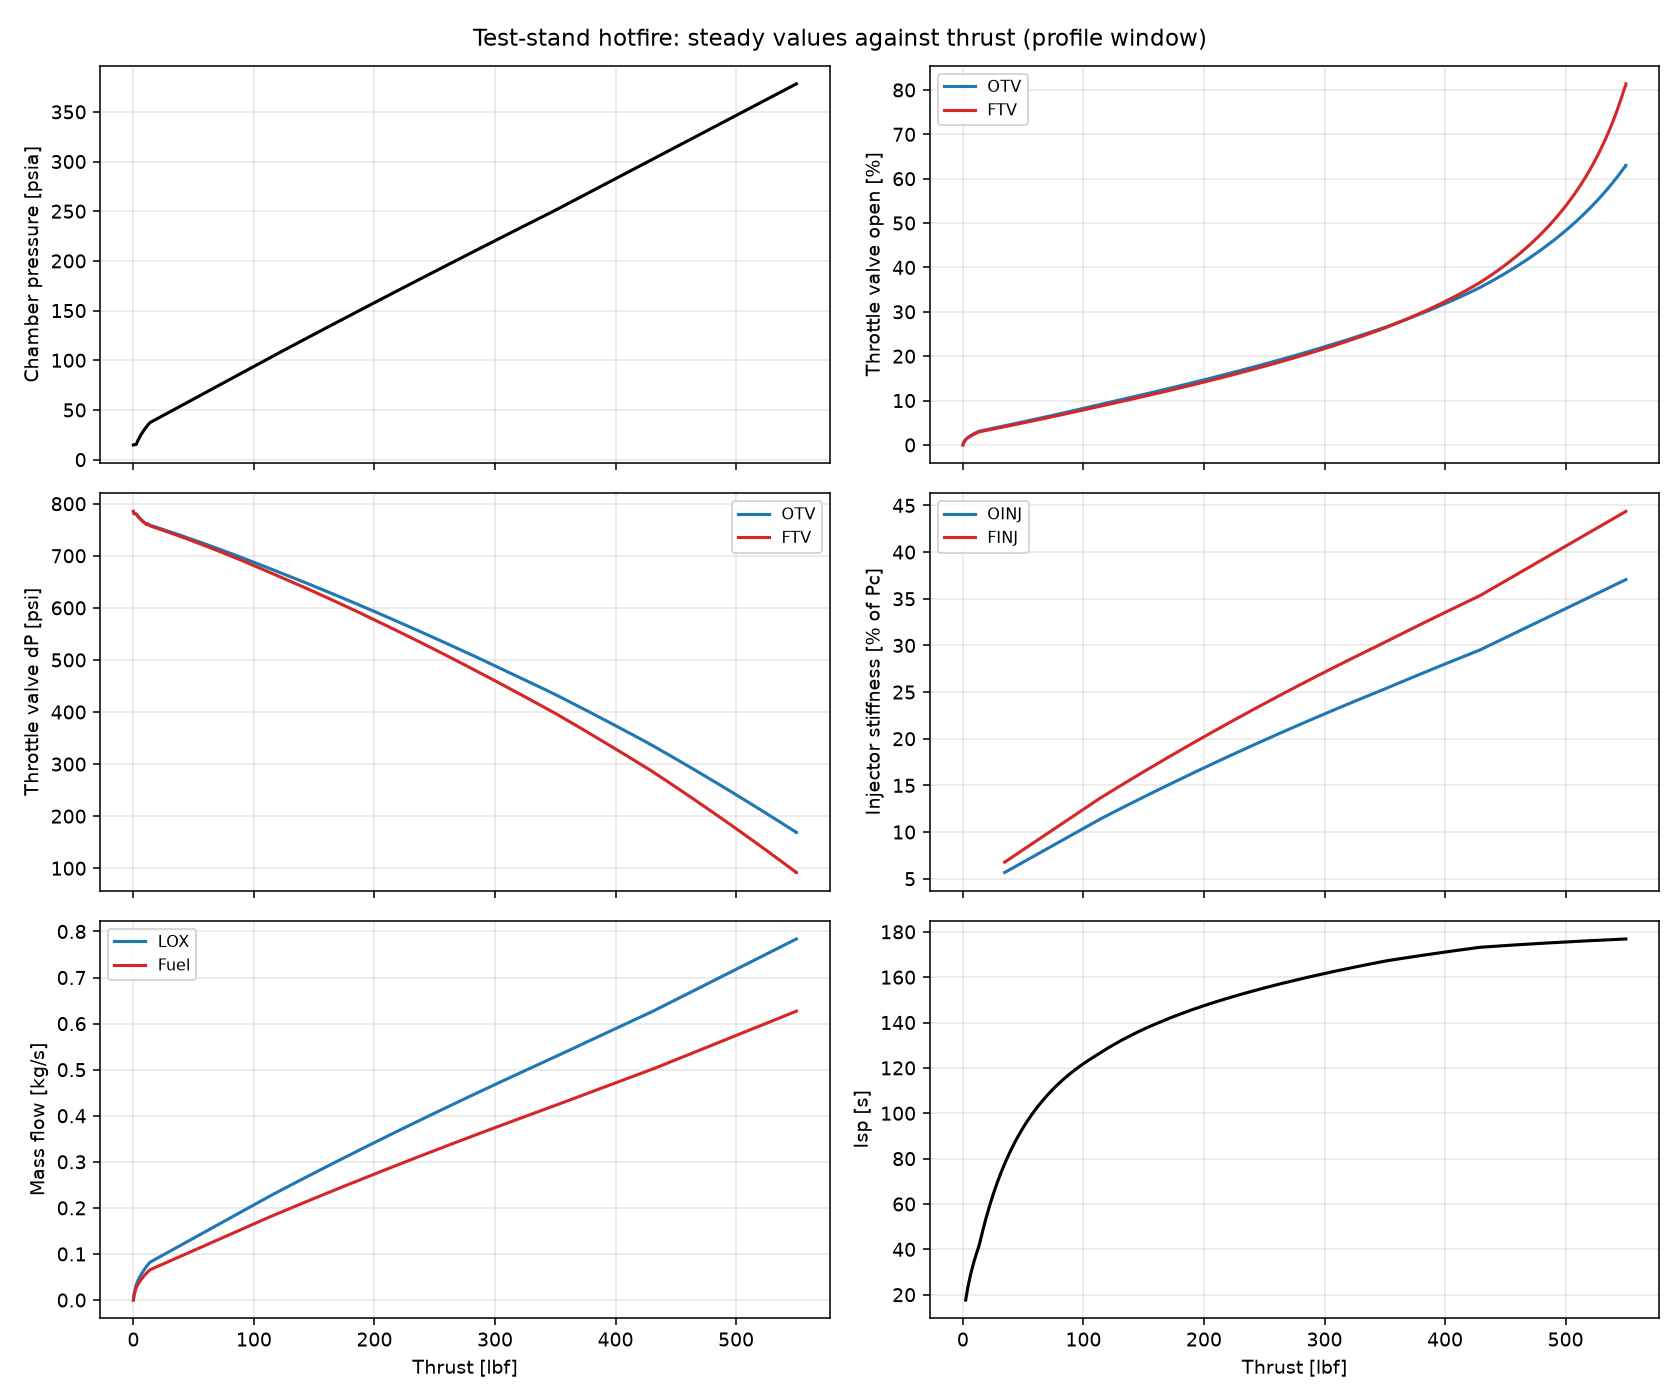 Test-stand hotfire: steady values against thrust (profile window)
Chamber pressure [psia]
350
300
250
200
150
100
50
0
Throttle valve open [%]
80
70
60
50
40
30
20
10
0
OTV
FTV
Throttle valve dP [psi]
800
700
600
500
400
300
200
100
OTV
FTV
Injector stiffness [% of Pc]
45
40
35
30
25
20
15
10
5
OINJ
FINJ
Mass flow [kg/s]
0.8
0.7
0.6
0.5
0.4
0.3
0.2
0.1
0.0
LOX
Fuel
0 100 200 300 400 500
Thrust [lbf]
Isp [s]
180
160
140
120
100
80
60
40
20
0 100 200 300 400 500
Thrust [lbf]